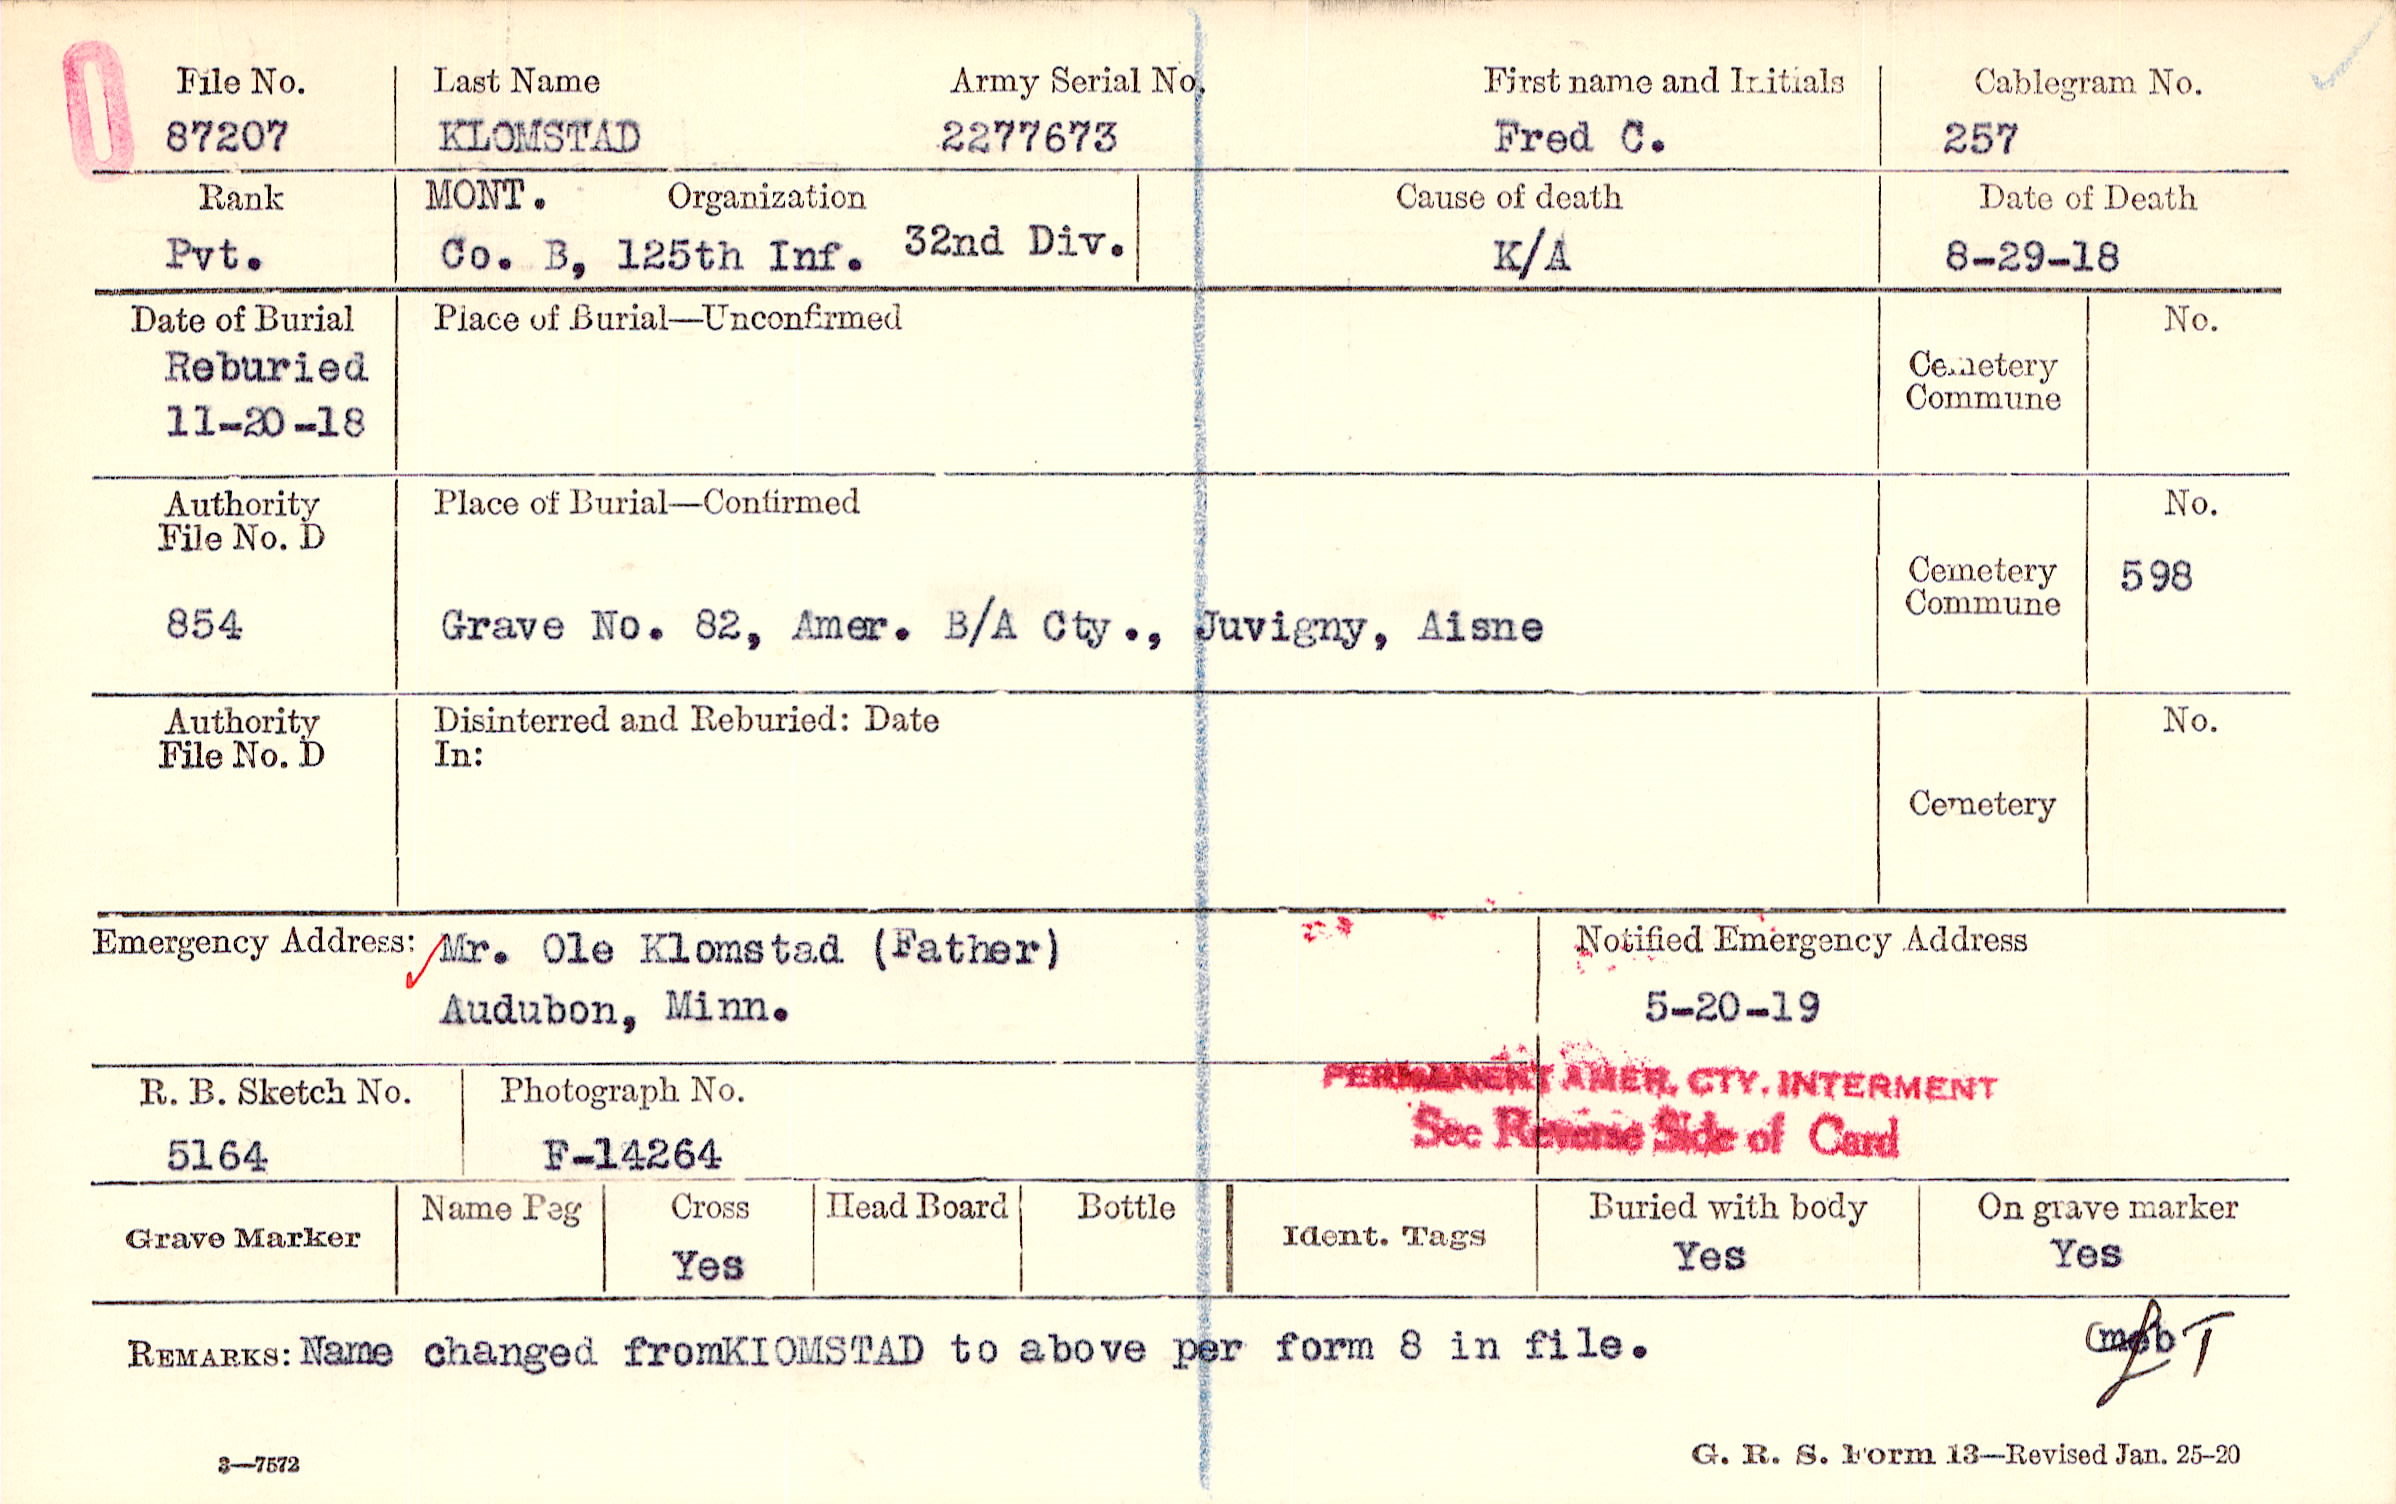 File No. Last Name Army Serial No. First name and Initials Cablegram No.
87207 KLOMSTAD 2277673 Fred C. 257
Rank MONT. Organization Cause of death Date of Death
Pvt. Co. B, 125th Inf. 32nd Div. K/A 8-29-18
Date of Burial Place of Burial—Unconfirmed No.
Reburied Cemetery
11-20-18 Commune
Authority Place of Burial—Confirmed No.
File No. D
Cemetery 598
Commune
854 Grave No. 82, Amer. B/A Cty., Juvigny, Aisne
Authority Disinterred and Reburied: Date No.
File No. D In:
Cemetery
Emergency Address: Mr. Ole Klomstad (Father) Notified Emergency Address
Audubon, Minn. 5-20-19
PERMANENT AMER. CTY. INTERMENT
R. B. Sketch No. Photograph No.
See Reverse Side of Card
5164 F-14264
Grave Marker Name Peg Cross Head Board Bottle Ident. Tags Buried with body On grave marker
Yes Yes Yes
REMARKS: Name changed fromKIOMSTAD to above per form 8 in file.
3—7572 G. R. S. Form 13—Revised Jan. 25-20